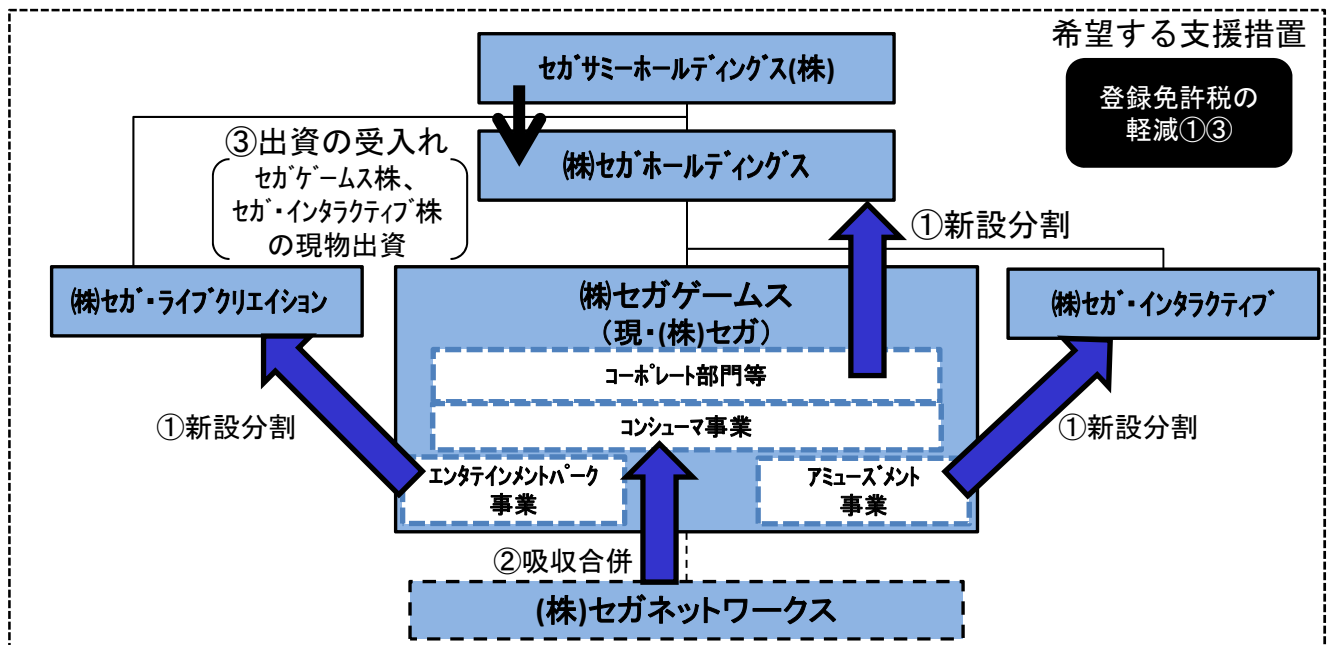 希望する支援措置
登録免許税の
軽減①③
セガサミーホールディングス(株)
③出資の受入れ
セガゲームス株、
セガ・インタラクティブ株
の現物出資
(株)セガホールディングス
①新設分割
(株)セガ・ライブクリエイション
(株)セガゲームス
(現・(株)セガ)
(株)セガ・インタラクティブ
コーポレート部門等
コンシューマ事業
①新設分割
①新設分割
エンタテインメントパーク
事業
アミューズメント
事業
②吸収合併
(株)セガネットワークス